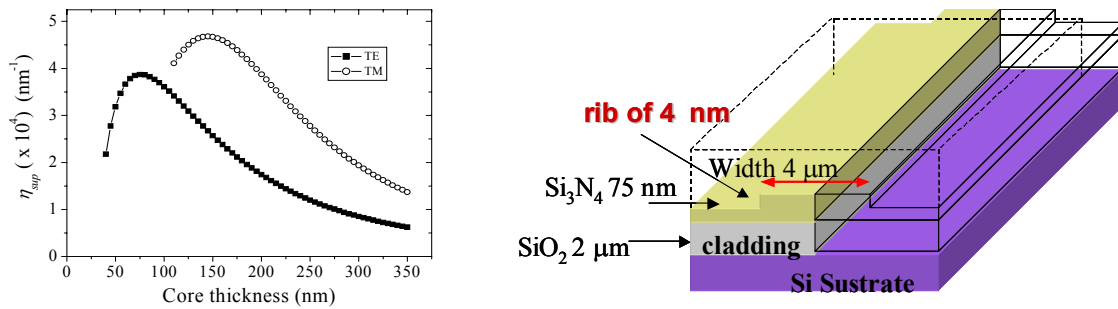 5
4
3
2
1
0
η_sup ( x 10^4) (nm^-1)
TE
TM
0 50 100 150 200 250 300 350
Core thickness (nm)
rib of 4 nm
Width 4 μm
Si₃N₄ 75 nm
SiO₂ 2 μm
cladding
Si Sustrate